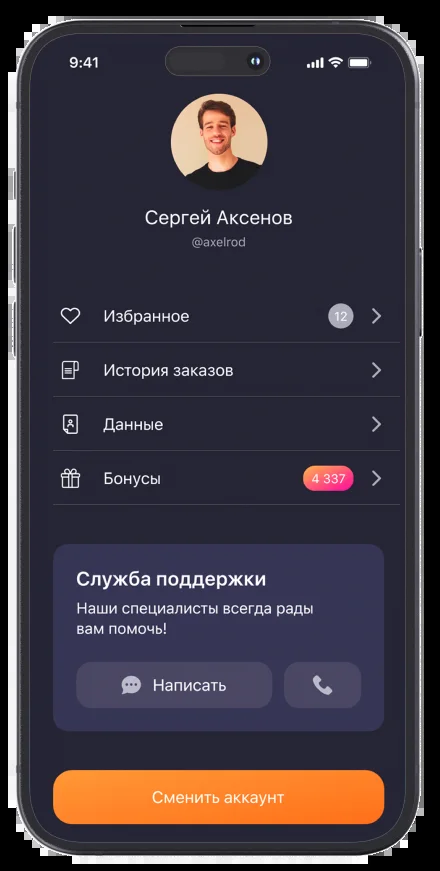 9:41
Сергей Аксенов
@axelrod
Избранное 12
История заказов
Данные
Бонусы 4 337
Служба поддержки
Наши специалисты всегда рады
вам помочь!
Написать
Сменить аккаунт